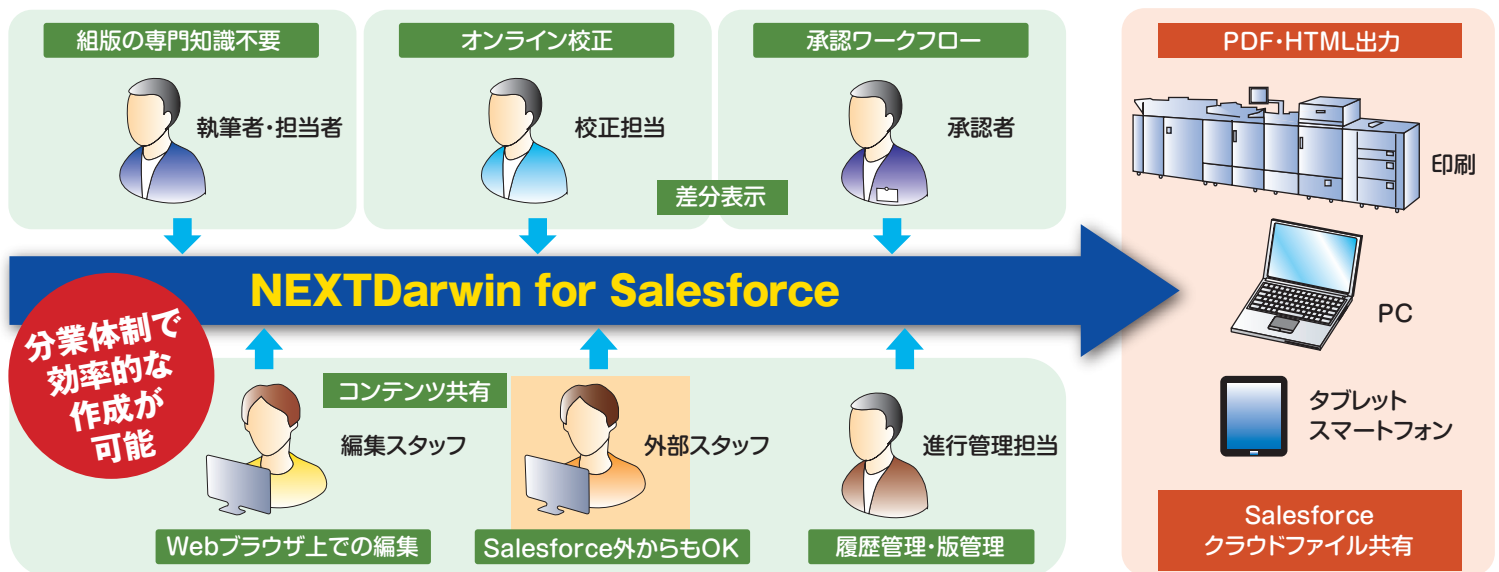 組版の専門知識不要
執筆者・担当者
オンライン校正
校正担当
承認ワークフロー
承認者
差分表示
NEXTDarwin for Salesforce
分業体制で
効率的な
作成が
可能
コンテンツ共有
編集スタッフ
Webブラウザ上での編集
外部スタッフ
Salesforce外からもOK
進行管理担当
履歴管理・版管理
PDF・HTML出力
印刷
PC
タブレット
スマートフォン
Salesforce
クラウドファイル共有